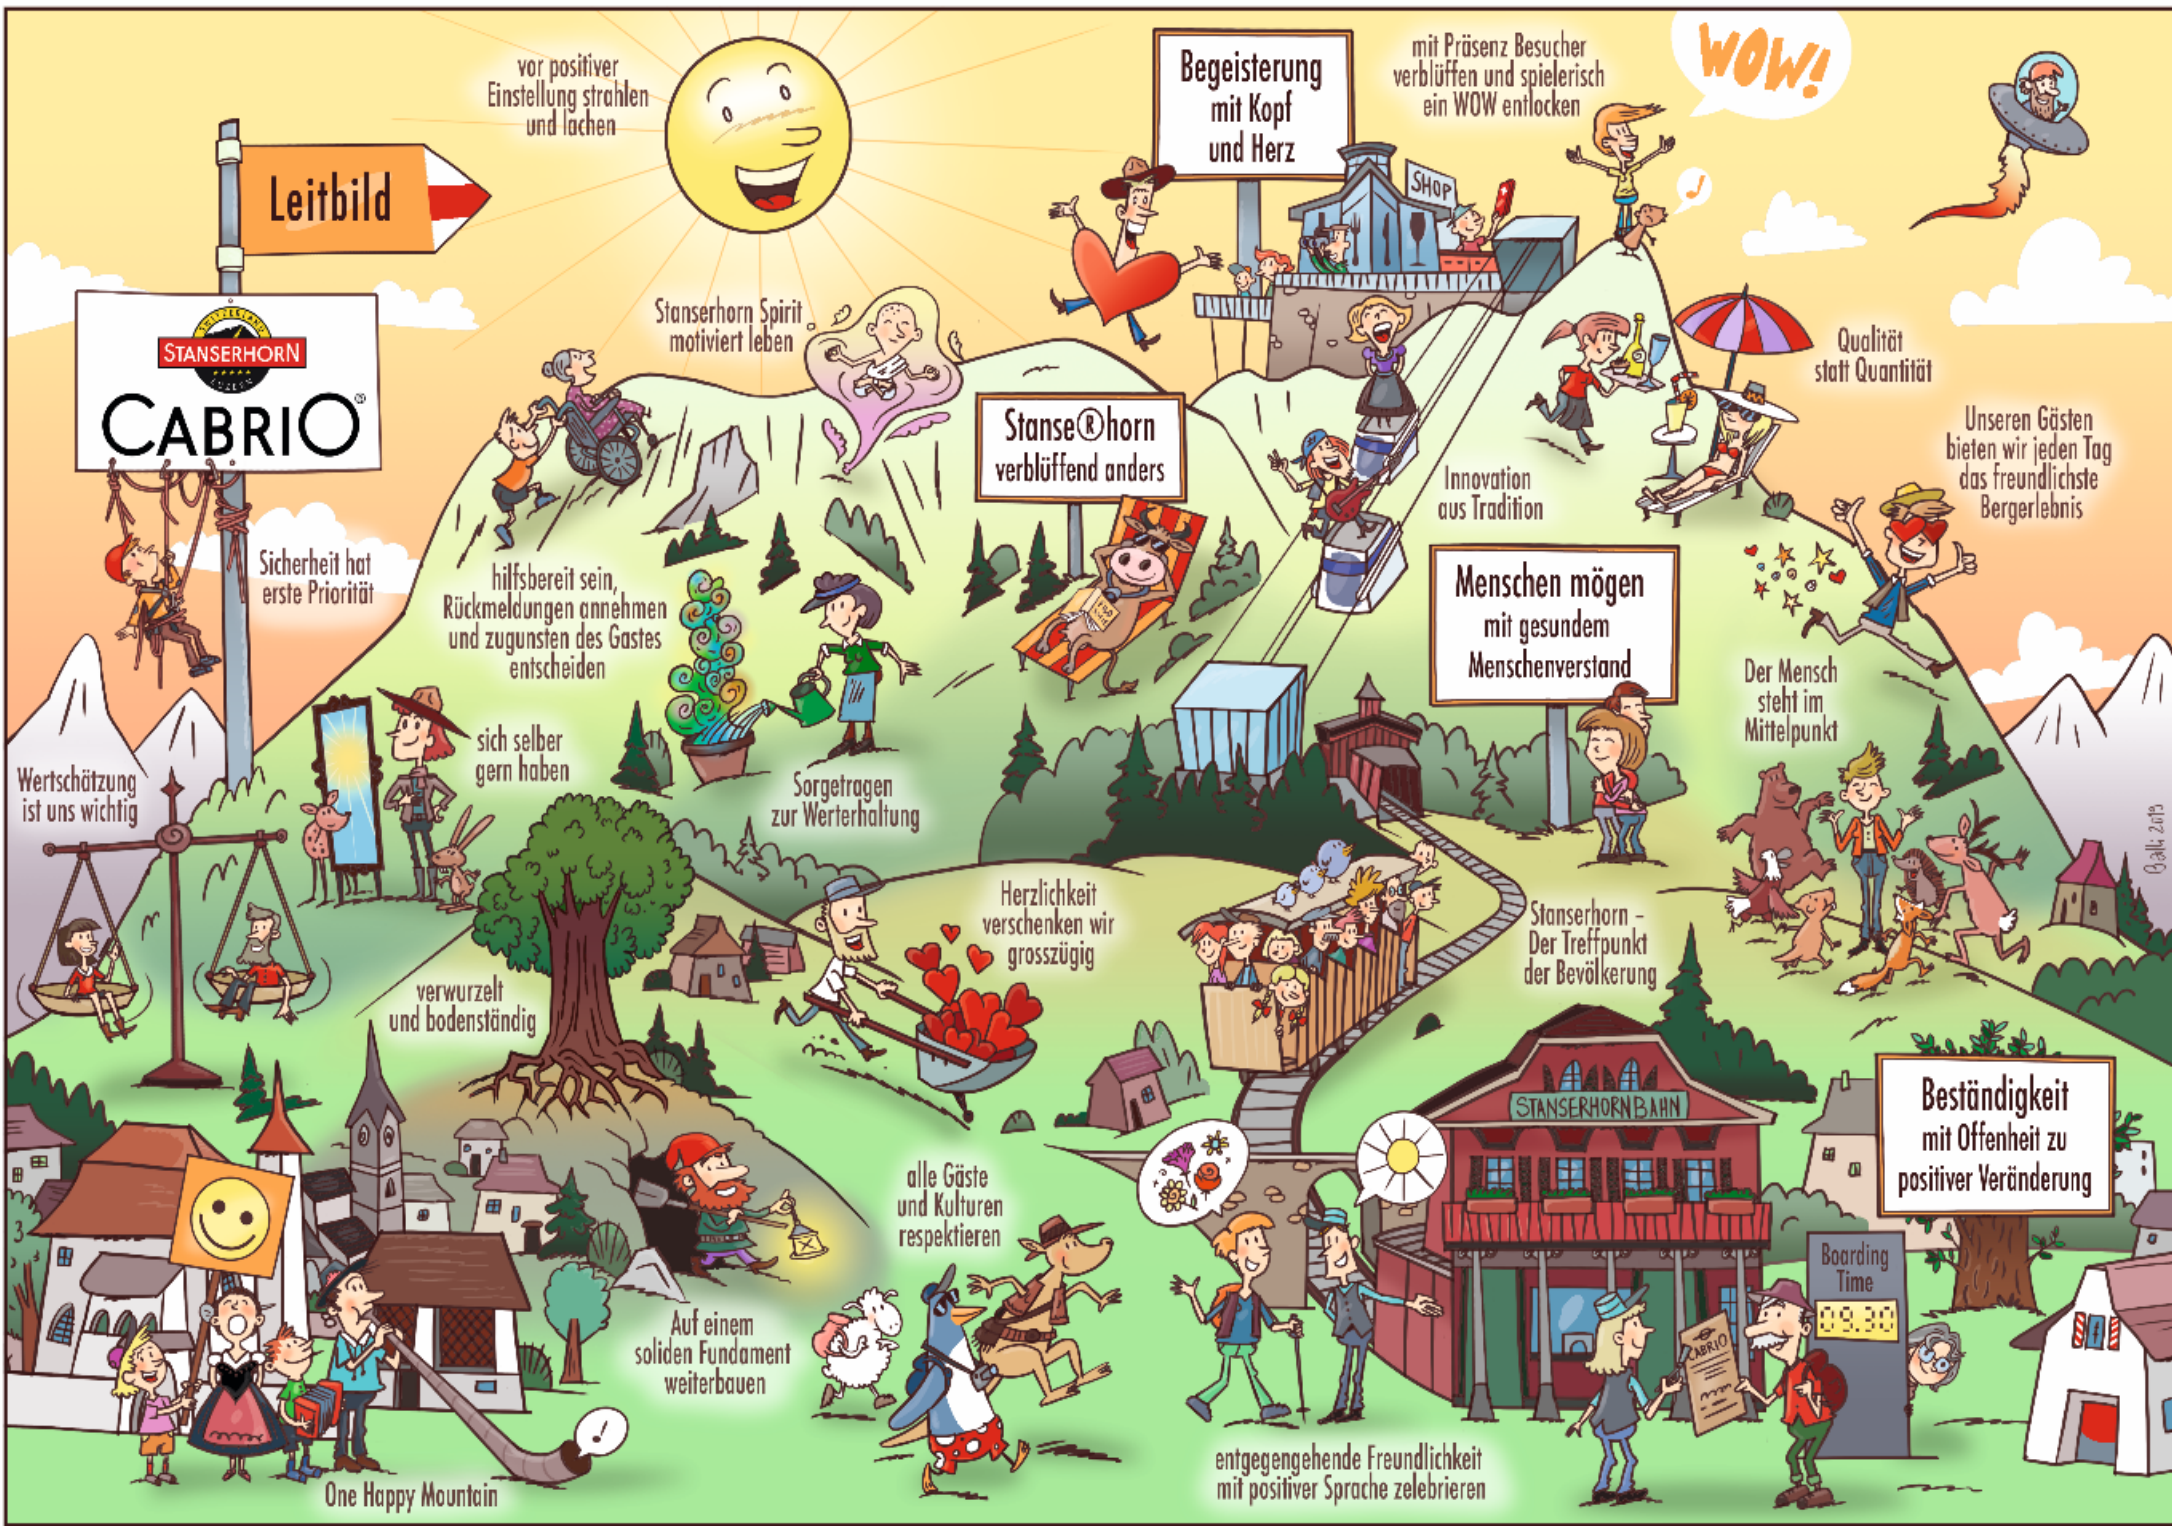 vor positiver
Einstellung strahlen
und lachen
Begeisterung
mit Kopf
und Herz
mit Präsenz Besucher
verblüffen und spielerisch
ein WOW entlocken
WOW!
Leitbild
SHOP
SWITZERLAND
STANSERHORN
LUZERN
CABRIO®
Stanserhorn Spirit
motiviert leben
Qualität
statt Quantität
Stanse®horn
verblüffend anders
Unseren Gästen
bieten wir jeden Tag
das freundlichste
Bergerlebnis
Innovation
aus Tradition
Sicherheit hat
erste Priorität
hilfsbereit sein,
Rückmeldungen annehmen
und zugunsten des Gastes
entscheiden
Menschen mögen
mit gesundem
Menschenverstand
Der Mensch
steht im
Mittelpunkt
sich selber
gern haben
Wertschätzung
ist uns wichtig
Sorgetragen
zur Werterhaltung
Herzlichkeit
verschenken wir
grosszügig
Stanserhorn –
Der Treffpunkt
der Bevölkerung
verwurzelt
und bodenständig
STANSERHORNBAHN
Beständigkeit
mit Offenheit zu
positiver Veränderung
alle Gäste
und Kulturen
respektieren
Boarding
Time
09.30
CABRIO
Auf einem
soliden Fundament
weiterbauen
entgegengehende Freundlichkeit
mit positiver Sprache zelebrieren
One Happy Mountain